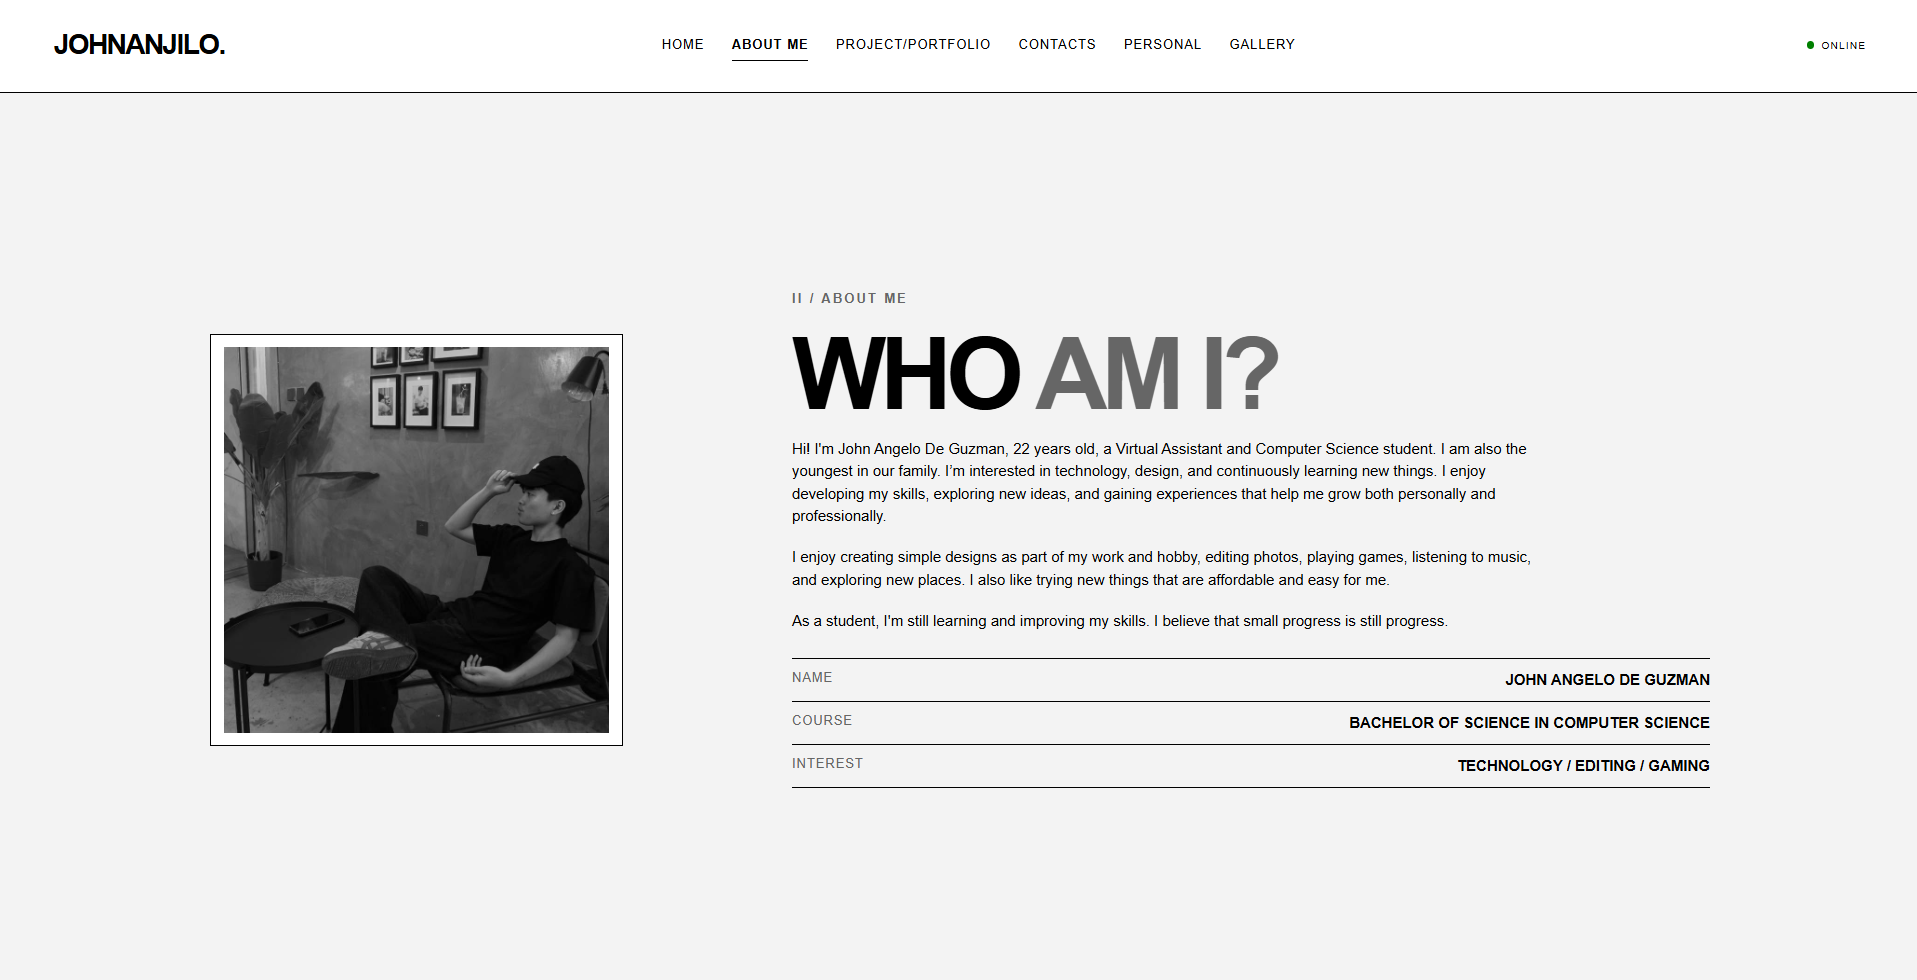 JOHNANJILO.
HOME ABOUT ME PROJECT/PORTFOLIO CONTACTS PERSONAL GALLERY
ONLINE
II / ABOUT ME
WHO AM I?
Hi! I'm John Angelo De Guzman, 22 years old, a Virtual Assistant and Computer Science student. I am also the
youngest in our family. I’m interested in technology, design, and continuously learning new things. I enjoy
developing my skills, exploring new ideas, and gaining experiences that help me grow both personally and
professionally.
I enjoy creating simple designs as part of my work and hobby, editing photos, playing games, listening to music,
and exploring new places. I also like trying new things that are affordable and easy for me.
As a student, I'm still learning and improving my skills. I believe that small progress is still progress.
NAME JOHN ANGELO DE GUZMAN
COURSE BACHELOR OF SCIENCE IN COMPUTER SCIENCE
INTEREST TECHNOLOGY / EDITING / GAMING